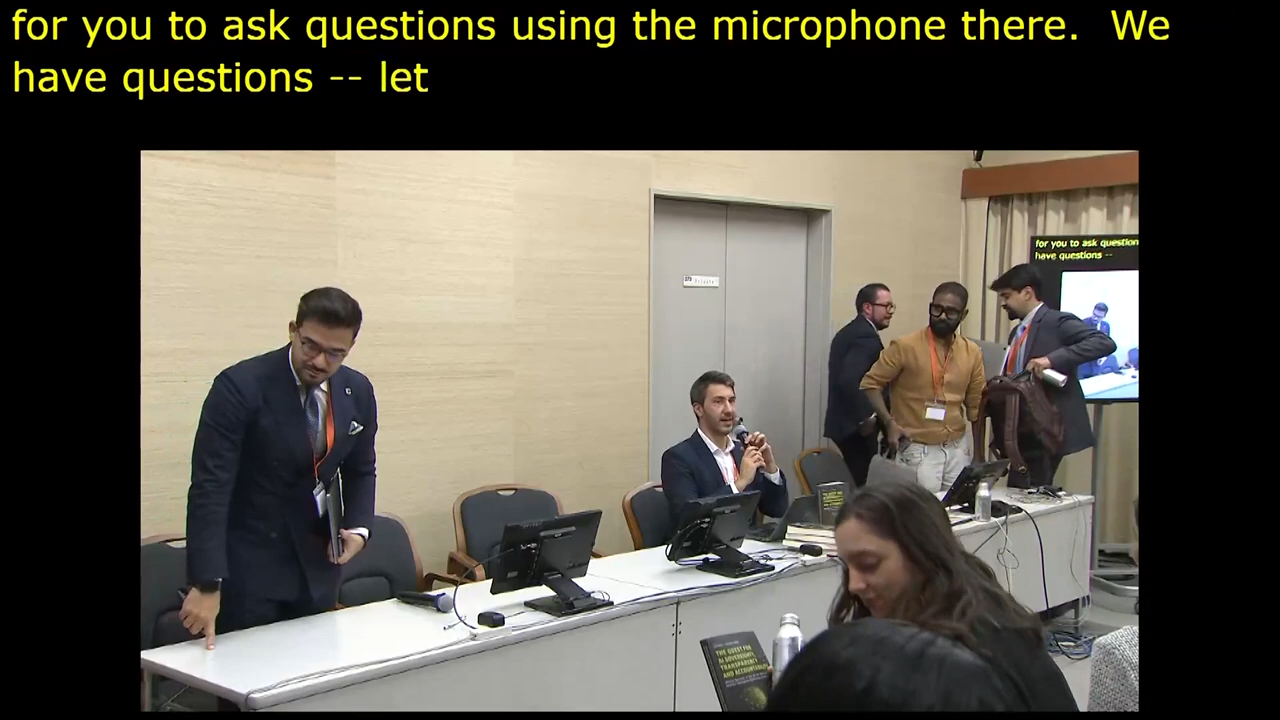 for you to ask questions using the microphone there.  We
have questions -- let
for you to ask question
have questions --
THE QUEST FOR
AI SOVEREIGNTY,
TRANSPARENCY
AND ACCOUNTABILITY